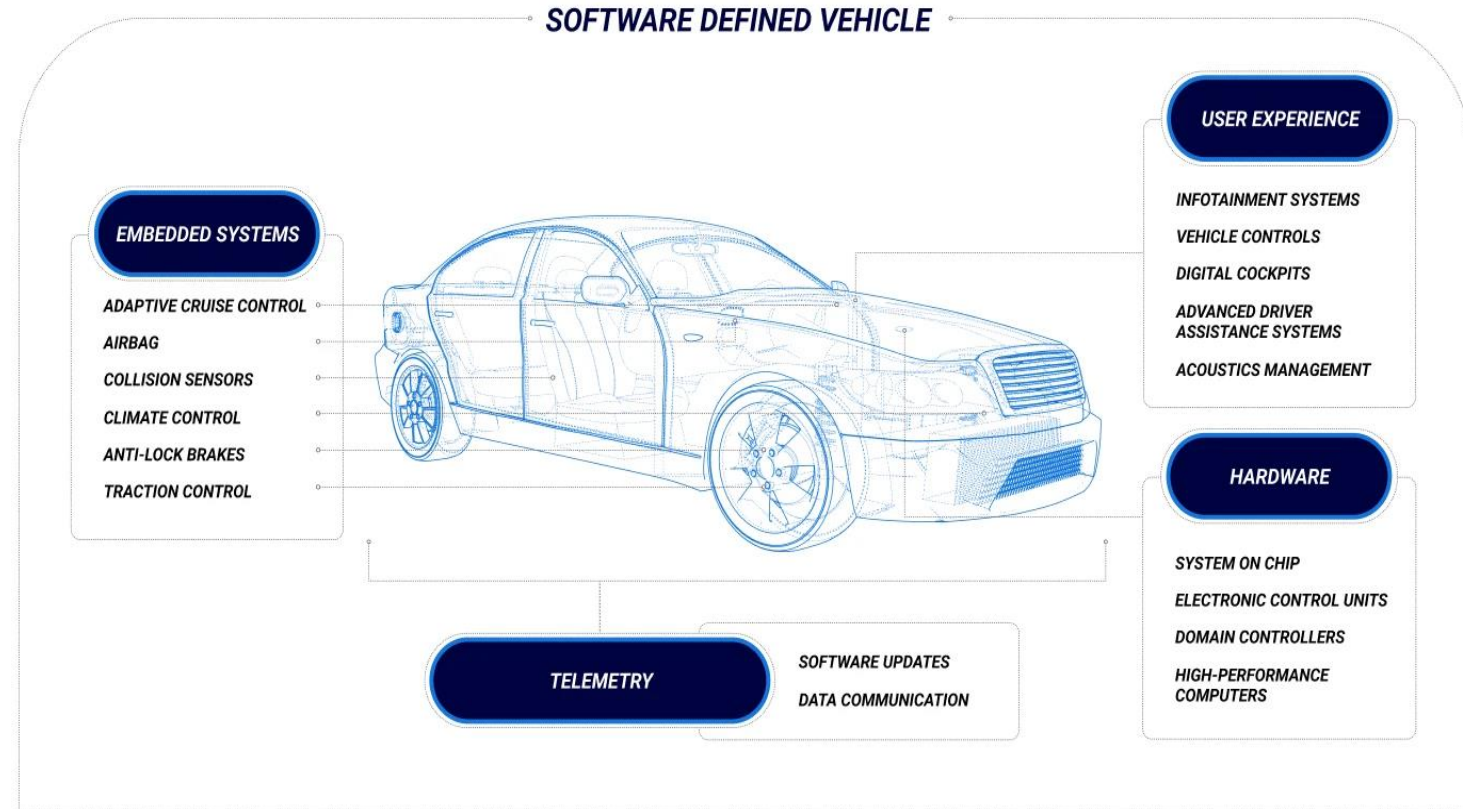 SOFTWARE DEFINED VEHICLE
EMBEDDED SYSTEMS
ADAPTIVE CRUISE CONTROL
AIRBAG
COLLISION SENSORS
CLIMATE CONTROL
ANTI-LOCK BRAKES
TRACTION CONTROL
USER EXPERIENCE
INFOTAINMENT SYSTEMS
VEHICLE CONTROLS
DIGITAL COCKPITS
ADVANCED DRIVER
ASSISTANCE SYSTEMS
ACOUSTICS MANAGEMENT
HARDWARE
SYSTEM ON CHIP
ELECTRONIC CONTROL UNITS
DOMAIN CONTROLLERS
HIGH-PERFORMANCE
COMPUTERS
TELEMETRY
SOFTWARE UPDATES
DATA COMMUNICATION